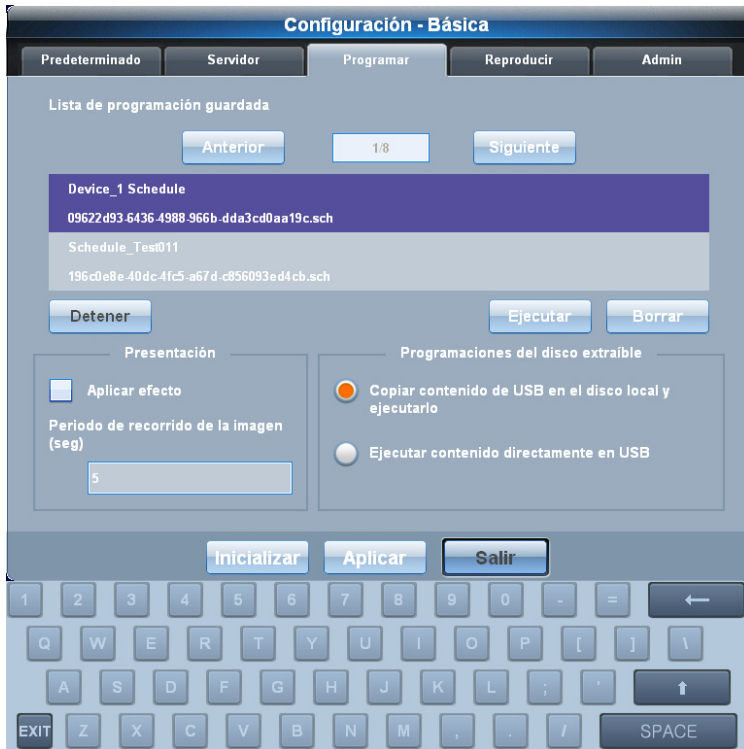 Configuración - Básica
Predeterminado Servidor Programar Reproducir Admin
Lista de programación guardada
Anterior 1/8 Siguiente
Device_1 Schedule
09622d93-6436-4988-966b-dda3cd0aa19c.sch
Schedule_Test011
196c0e8e-40dc-4fc5-a67d-c856093ed4cb.sch
Detener Ejecutar Borrar
Presentación
Aplicar efecto
Periodo de recorrido de la imagen
(seg)
5
Programaciones del disco extraíble
Copiar contenido de USB en el disco local y
ejecutarlo
Ejecutar contenido directamente en USB
Inicializar Aplicar Salir
1 2 3 4 5 6 7 8 9 0 - = ←
Q W E R T Y U I O P [ ] \
A S D F G H J K L ; ' ↑
EXIT Z X C V B N M , . / SPACE